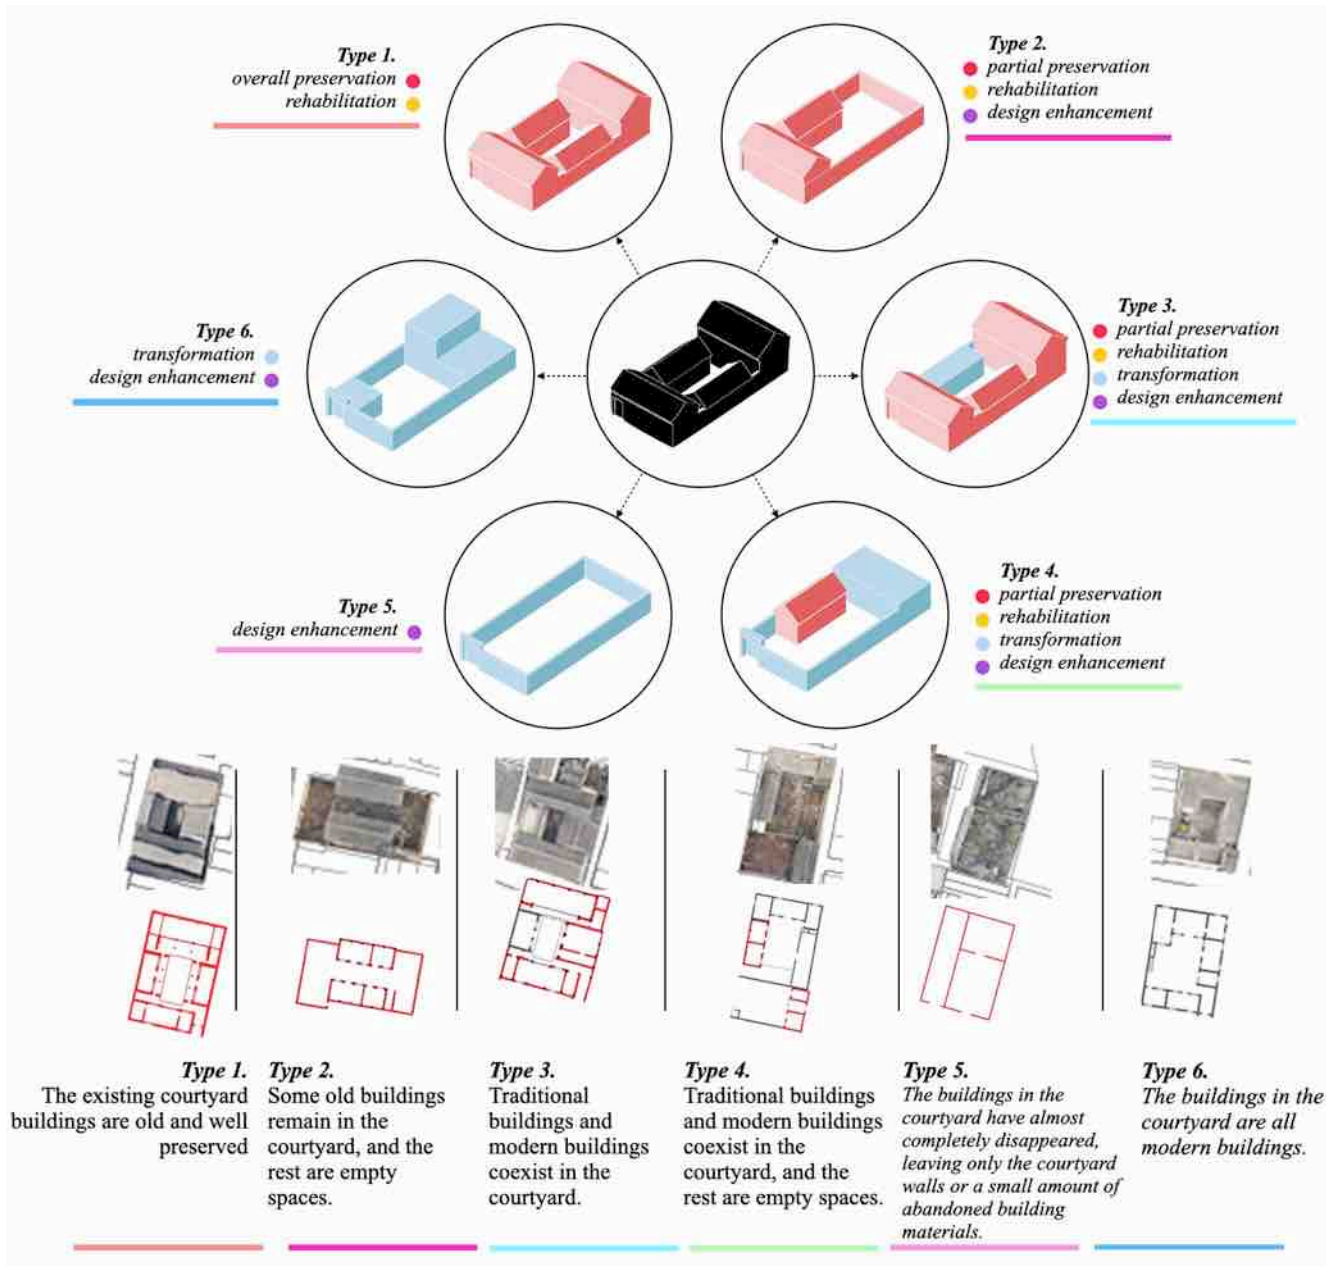 Type 1.
overall preservation
rehabilitation
Type 2.
partial preservation
rehabilitation
design enhancement
Type 6.
transformation
design enhancement
Type 3.
partial preservation
rehabilitation
transformation
design enhancement
Type 5.
design enhancement
Type 4.
partial preservation
rehabilitation
transformation
design enhancement
Type 1.
The existing courtyard
buildings are old and well
preserved
Type 2.
Some old buildings
remain in the
courtyard, and the
rest are empty
spaces.
Type 3.
Traditional
buildings and
modern buildings
coexist in the
courtyard.
Type 4.
Traditional buildings
and modern buildings
coexist in the
courtyard, and the
rest are empty spaces.
Type 5.
The buildings in the
courtyard have almost
completely disappeared,
leaving only the courtyard
walls or a small amount of
abandoned building
materials.
Type 6.
The buildings in the
courtyard are all
modern buildings.